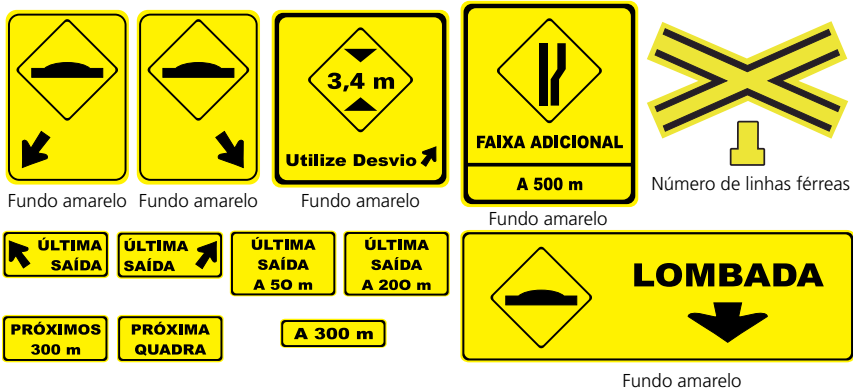 Fundo amarelo
Fundo amarelo
3,4 m
Utilize Desvio
Fundo amarelo
FAIXA ADICIONAL
A 500 m
Fundo amarelo
Número de linhas férreas
ÚLTIMA
SAÍDA
ÚLTIMA
SAÍDA
ÚLTIMA
SAÍDA
A 50 m
ÚLTIMA
SAÍDA
A 200 m
PRÓXIMOS
300 m
PRÓXIMA
QUADRA
A 300 m
LOMBADA
Fundo amarelo